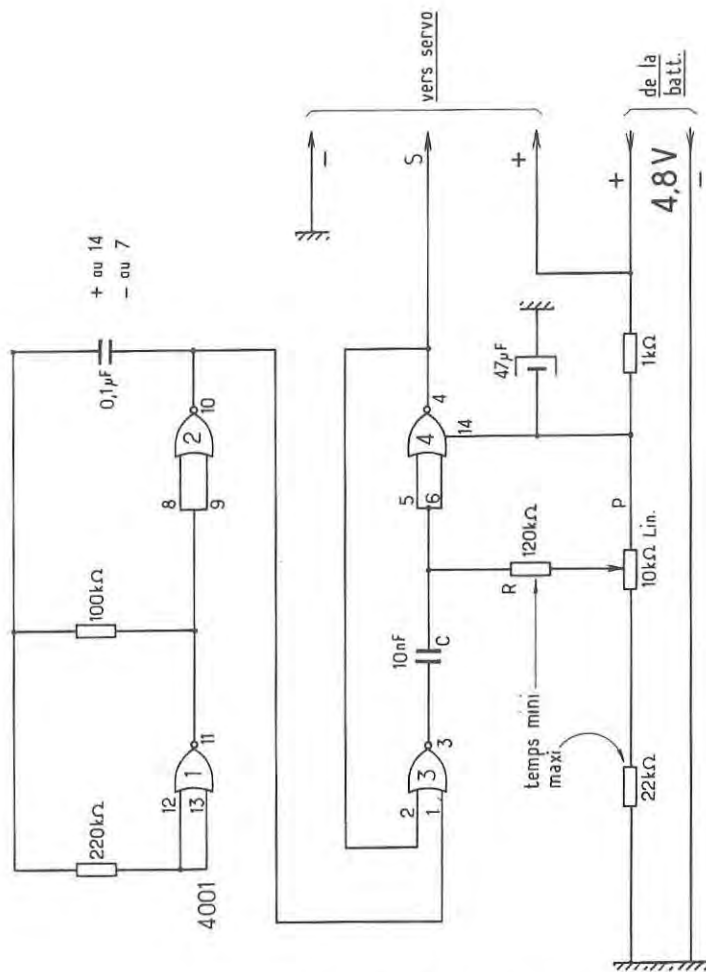 220kΩ
12
13
1
11
4001
100kΩ
8
9
2
10
0,1µF
+ au 14
– au 7
2
1
3
3
10nF
C
5
6
4
4
14
47µF
R
120kΩ
temps mini
maxi
22kΩ
10kΩ Lin.
P
1kΩ
–
S
+
vers servo
+
4,8V
–
de la
batt.